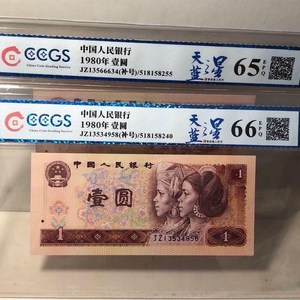 CCGS
中国人民银行
1980年 壹圆
JZ13566634(补号)/518158255
天蓝
星
65 EPQ
CCGS
中国人民银行
1980年 壹圆
JZ13534958(补号)/518158240
天蓝
星
66 EPQ
中国人民银行
1
壹圆
1
JZ13534958